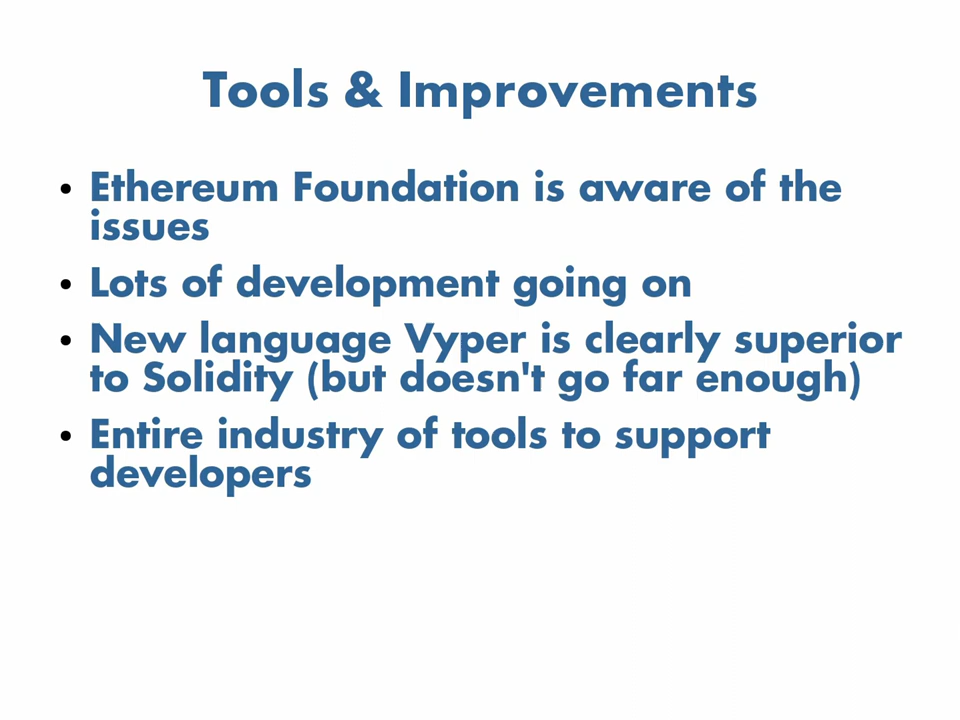 Tools & Improvements
• Ethereum Foundation is aware of the
issues
• Lots of development going on
• New language Vyper is clearly superior
to Solidity (but doesn't go far enough)
• Entire industry of tools to support
developers